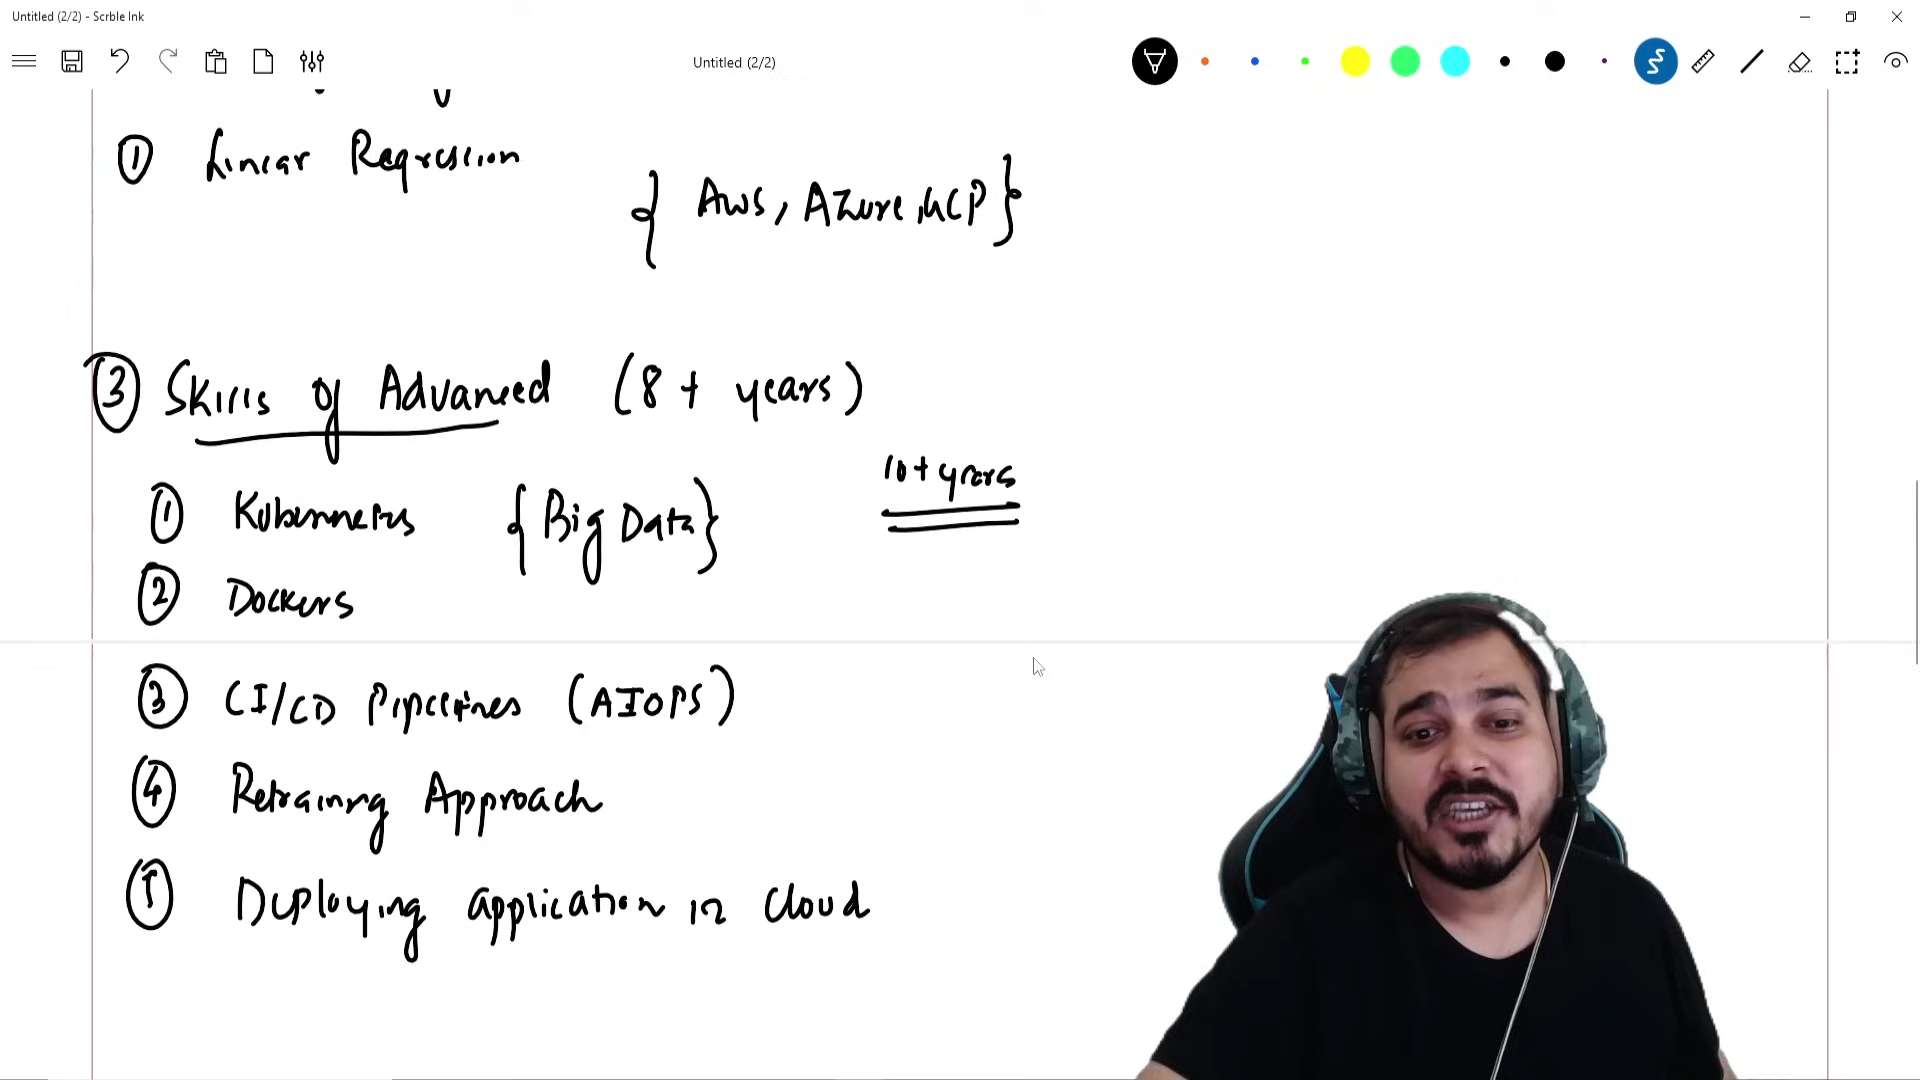 Untitled (2/2) - Scrble Ink
Untitled (2/2)
① Linear Regression
{ AWS, AZure, GCP }
③ Skills of Advanced (8+ years)
10+ years
① Kubernetes { Big Data }
② Dockers
③ CI/CD Pipelines (AIOPS)
④ Retraining Approach
⑤ Deploying application in Cloud